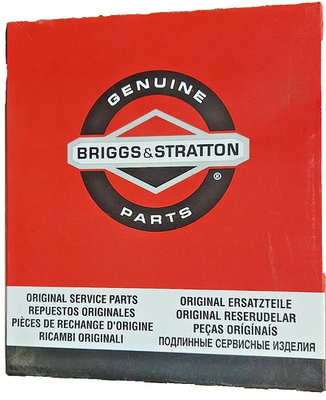 GENUINE
BRIGGS&STRATTON
®
PARTS
ORIGINAL SERVICE PARTS
REPUESTOS ORIGINALES
PIÈCES DE RECHANGE D'ORIGINE
RICAMBI ORIGINALI
ORIGINAL ERSATZTEILE
ORIGINAL RESERUDELAR
PEÇAS ORIGÍNAIS
ПОДЛИННЫЕ СЕРВИСНЫЕ ИЗДЕЛИЯ